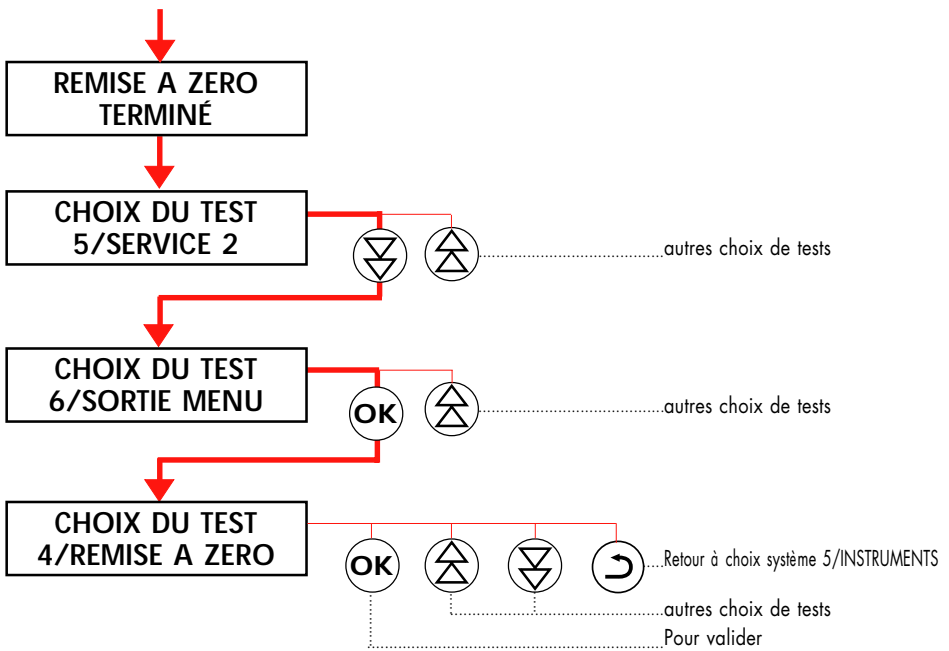 REMISE A ZERO
TERMINÉ
CHOIX DU TEST
5/SERVICE 2
autres choix de tests
CHOIX DU TEST
6/SORTIE MENU
OK
autres choix de tests
CHOIX DU TEST
4/REMISE A ZERO
OK
Retour à choix système 5/INSTRUMENTS
autres choix de tests
Pour valider